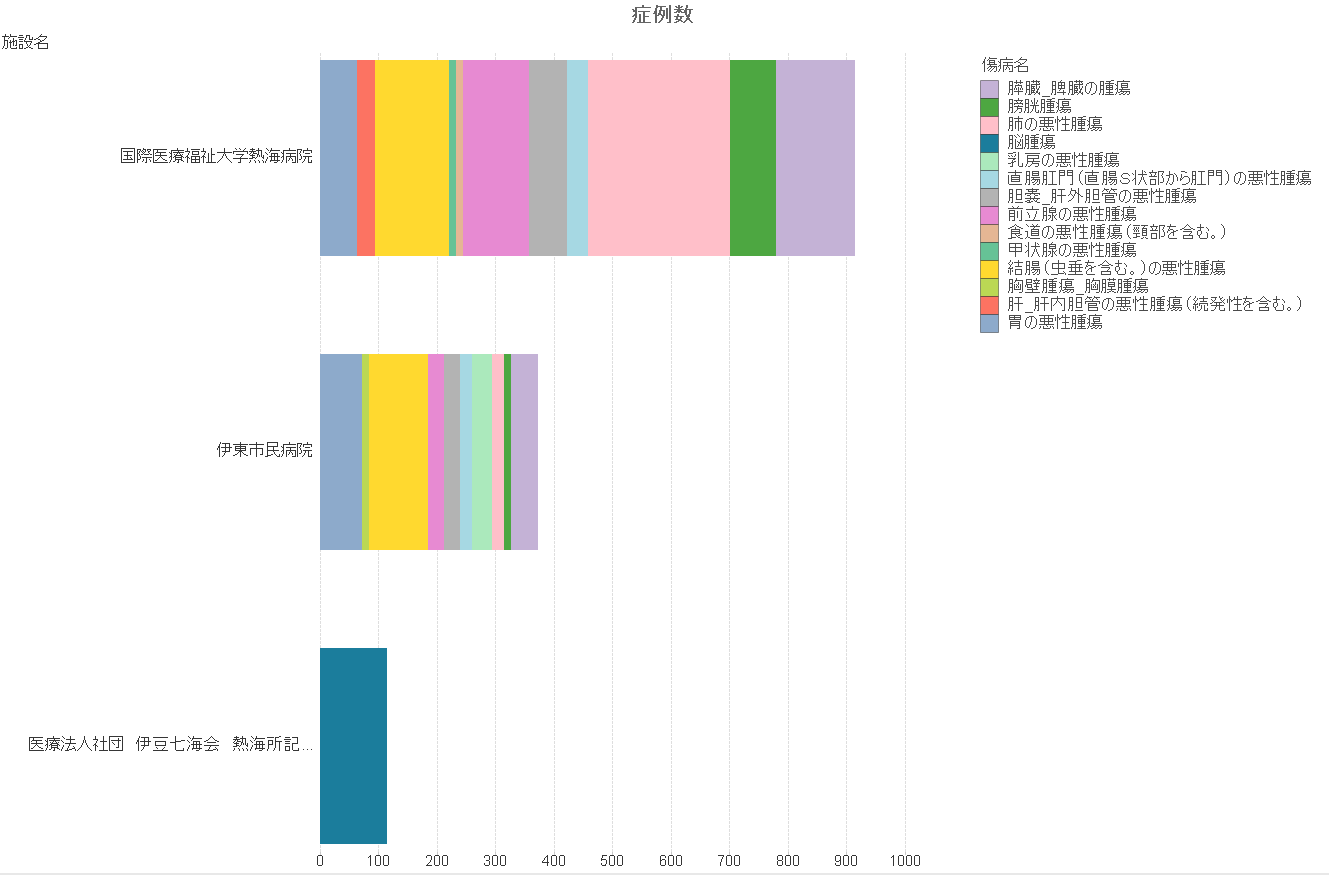 症例数
施設名
国際医療福祉大学熱海病院
伊東市民病院
医療法人社団　伊豆七海会　熱海所記...
0 100 200 300 400 500 600 700 800 900 1000
傷病名
膵臓_脾臓の腫瘍
膀胱腫瘍
肺の悪性腫瘍
脳腫瘍
乳房の悪性腫瘍
直腸肛門(直腸Ｓ状部から肛門)の悪性腫瘍
胆嚢_肝外胆管の悪性腫瘍
前立腺の悪性腫瘍
食道の悪性腫瘍(頸部を含む。)
甲状腺の悪性腫瘍
結腸(虫垂を含む。)の悪性腫瘍
胸壁腫瘍_胸膜腫瘍
肝_肝内胆管の悪性腫瘍(続発性を含む。)
胃の悪性腫瘍